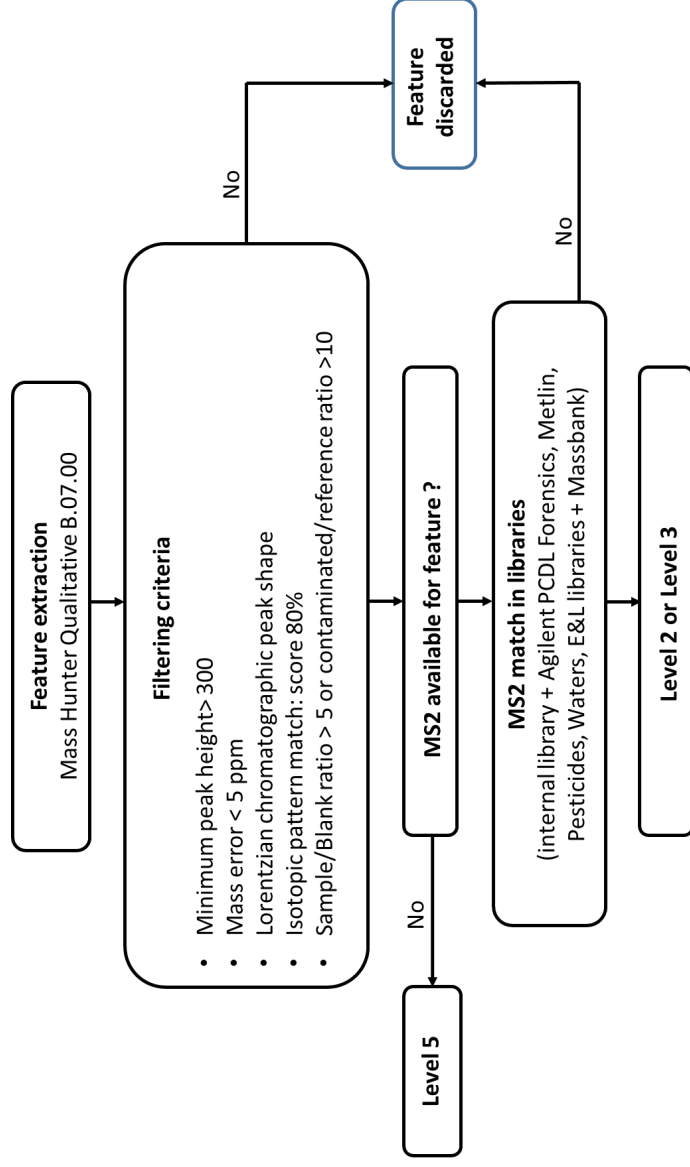 Feature extraction
Mass Hunter Qualitative B.07.00
Filtering criteria
• Minimum peak height> 300
• Mass error < 5 ppm
• Lorentzian chromatographic peak shape
• Isotopic pattern match: score 80%
• Sample/Blank ratio > 5 or contaminated/reference ratio >10
No
Feature
discarded
MS2 available for feature ?
No
Level 5
MS2 match in libraries
(internal library + Agilent PCDL Forensics, Metlin,
Pesticides, Waters, E&L libraries + Massbank)
No
Level 2 or Level 3